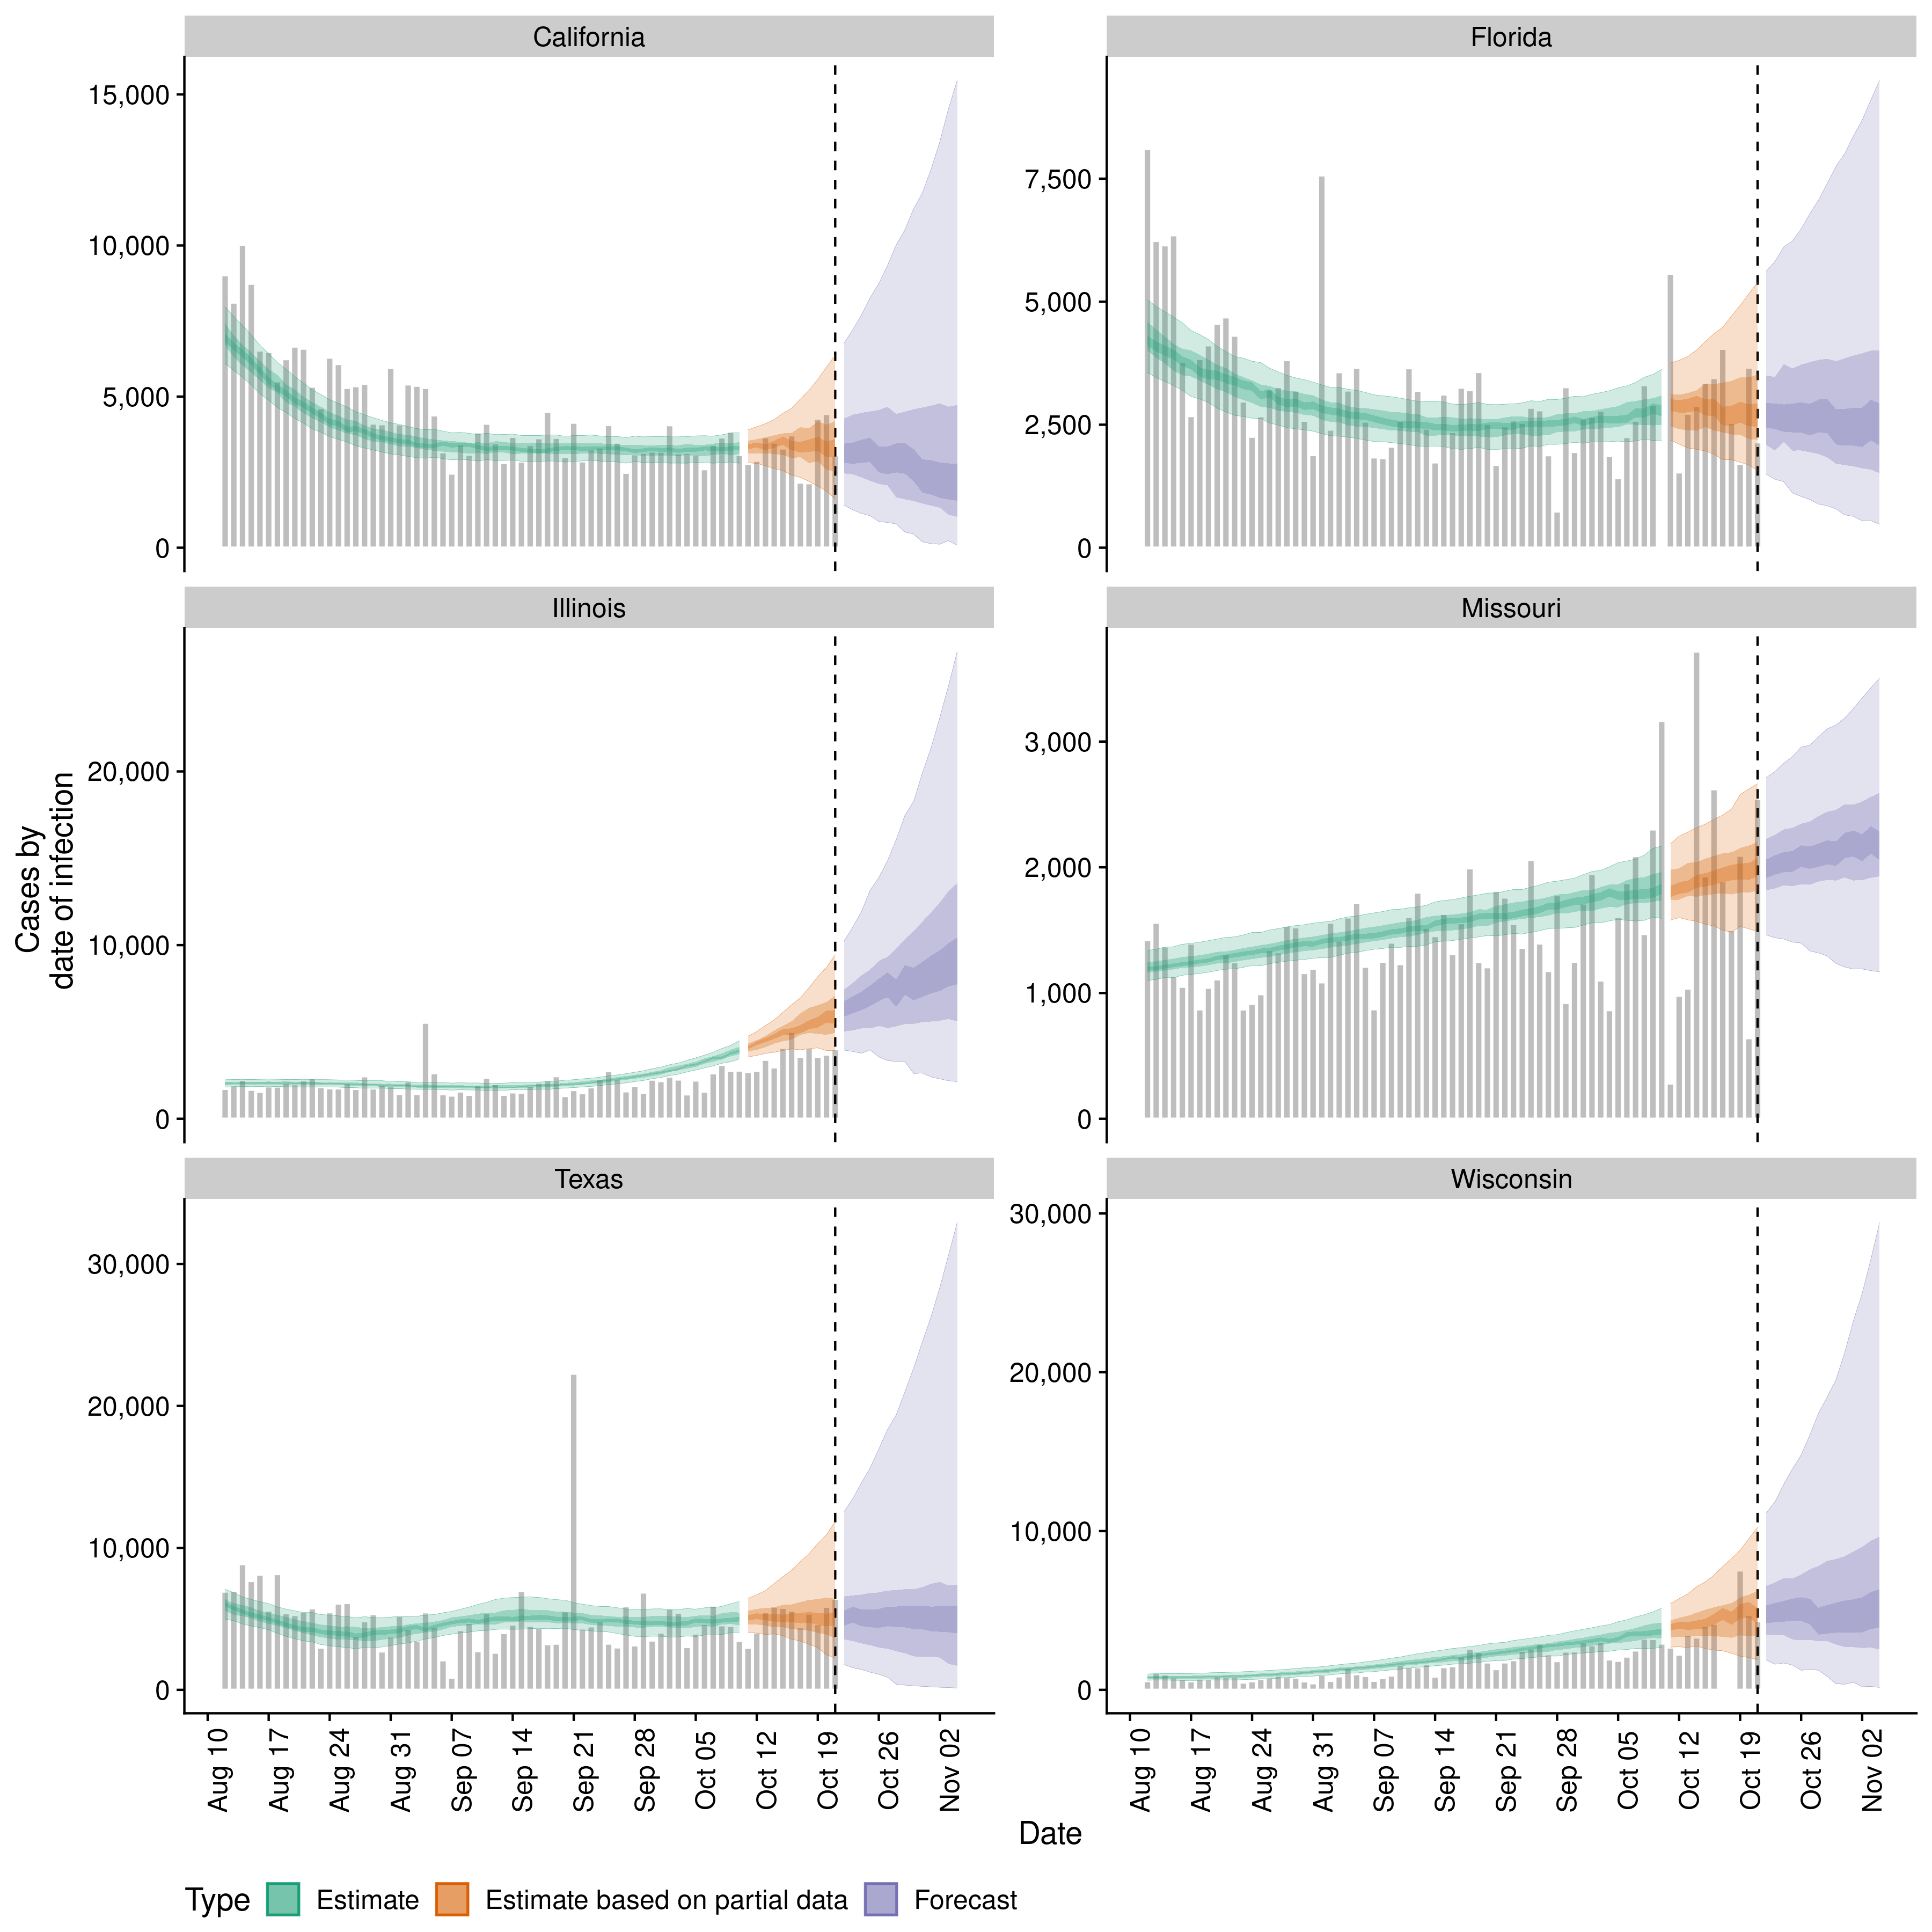 California
Florida
15,000
10,000
5,000
0
7,500
5,000
2,500
0
Illinois
Missouri
20,000
10,000
0
3,000
2,000
1,000
0
Cases by
date of infection
Texas
Wisconsin
30,000
20,000
10,000
0
30,000
20,000
10,000
0
Aug 10
Aug 17
Aug 24
Aug 31
Sep 07
Sep 14
Sep 21
Sep 28
Oct 05
Oct 12
Oct 19
Oct 26
Nov 02
Aug 10
Aug 17
Aug 24
Aug 31
Sep 07
Sep 14
Sep 21
Sep 28
Oct 05
Oct 12
Oct 19
Oct 26
Nov 02
Date
Type Estimate Estimate based on partial data Forecast